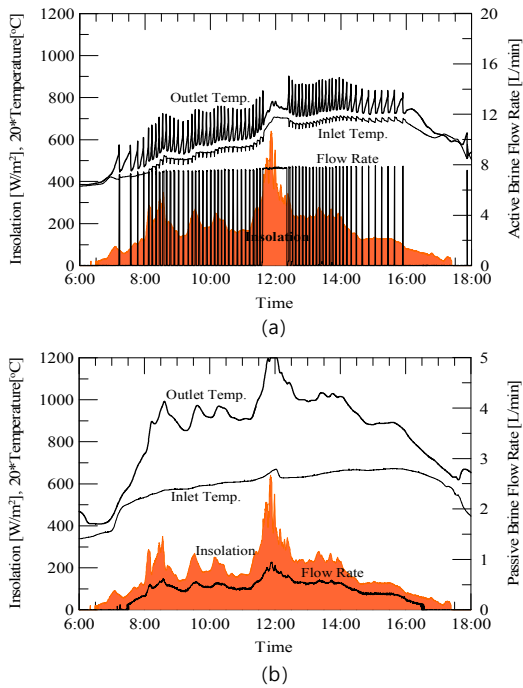 1200
1000
800
600
400
200
0
Insolation [W/m²], 20*Temperature[°C]
20
16
12
8
4
0
Active Brine Flow Rate [L/min]
Outlet Temp.
Inlet Temp.
Flow Rate
Insolation
6:00 8:00 10:00 12:00 14:00 16:00 18:00
Time
(a)
1200
1000
800
600
400
200
0
Insolation [W/m²], 20*Temperature[°C]
5
4
3
2
1
0
Passive Brine Flow Rate [L/min]
Outlet Temp.
Inlet Temp.
Insolation
Flow Rate
6:00 8:00 10:00 12:00 14:00 16:00 18:00
Time
(b)